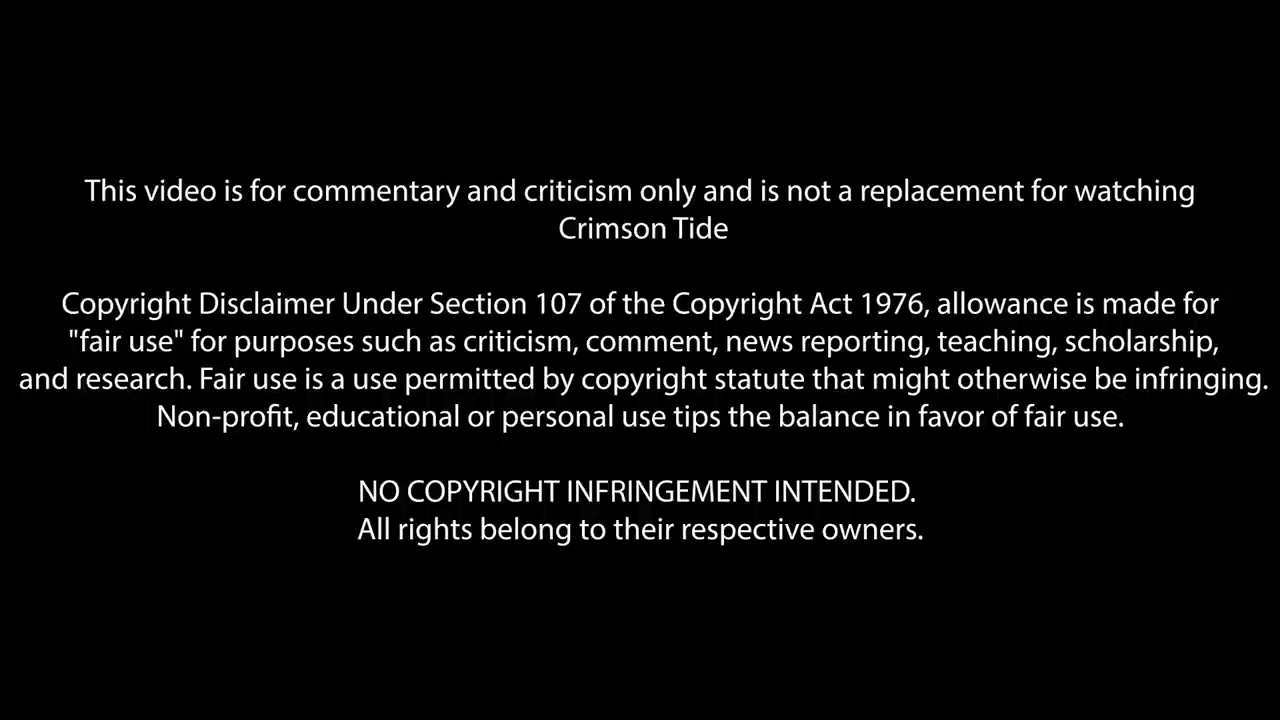 This video is for commentary and criticism only and is not a replacement for watching
Crimson Tide
Copyright Disclaimer Under Section 107 of the Copyright Act 1976, allowance is made for
"fair use" for purposes such as criticism, comment, news reporting, teaching, scholarship,
and research. Fair use is a use permitted by copyright statute that might otherwise be infringing.
Non-profit, educational or personal use tips the balance in favor of fair use.
NO COPYRIGHT INFRINGEMENT INTENDED.
All rights belong to their respective owners.